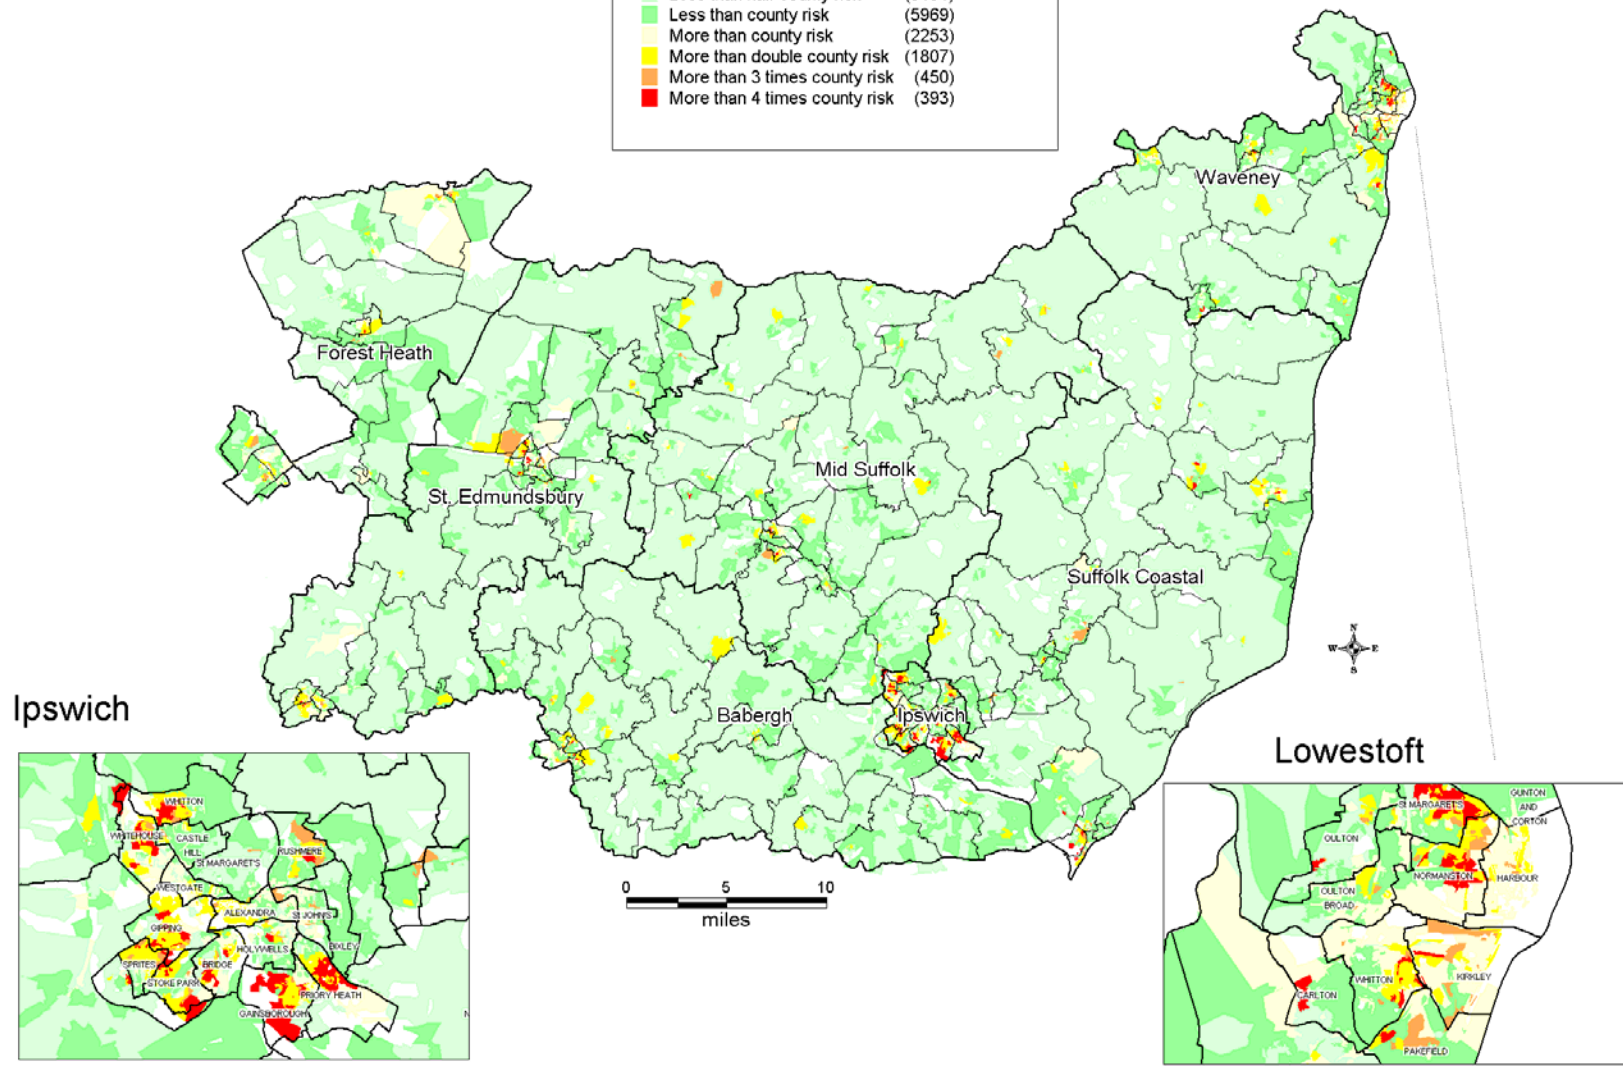 Less than county risk (5969)
More than county risk (2253)
More than double county risk (1807)
More than 3 times county risk (450)
More than 4 times county risk (393)
Waveney
Forest Heath
Mid Suffolk
St. Edmundsbury
Suffolk Coastal
N
W E
S
Babergh
Ipswich
0 5 10
miles
Ipswich
WHITTON
WHITEHOUSE
CASTLE
HILL
St MARGARET'S
RUSHMERE
WESTGATE
ALEXANDRA
St JOHN'S
GIPPING
HOLYWELLS
BIXLEY
SPRITES
BRIDGE
STOKE PARK
PRIORY HEATH
GAINSBOROUGH
N
Lowestoft
GUNTON
AND
CORTON
St MARGARET'S
OULTON
NORMANSTON
HARBOUR
OULTON
BROAD
WHITTON
KIRKLEY
CARLTON
PAKEFIELD